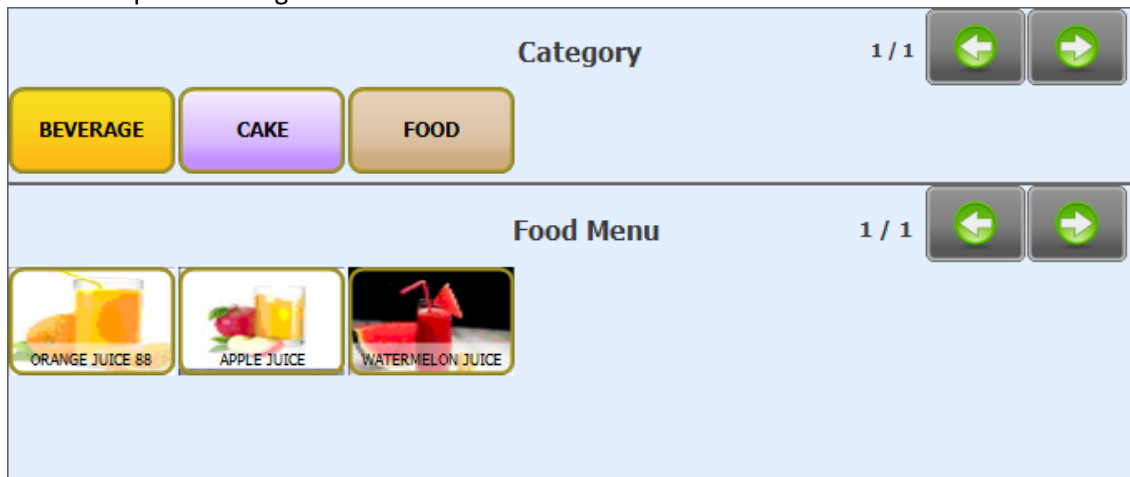 Category
1 / 1
BEVERAGE
CAKE
FOOD
Food Menu
1 / 1
ORANGE JUICE 88
APPLE JUICE
WATERMELON JUICE